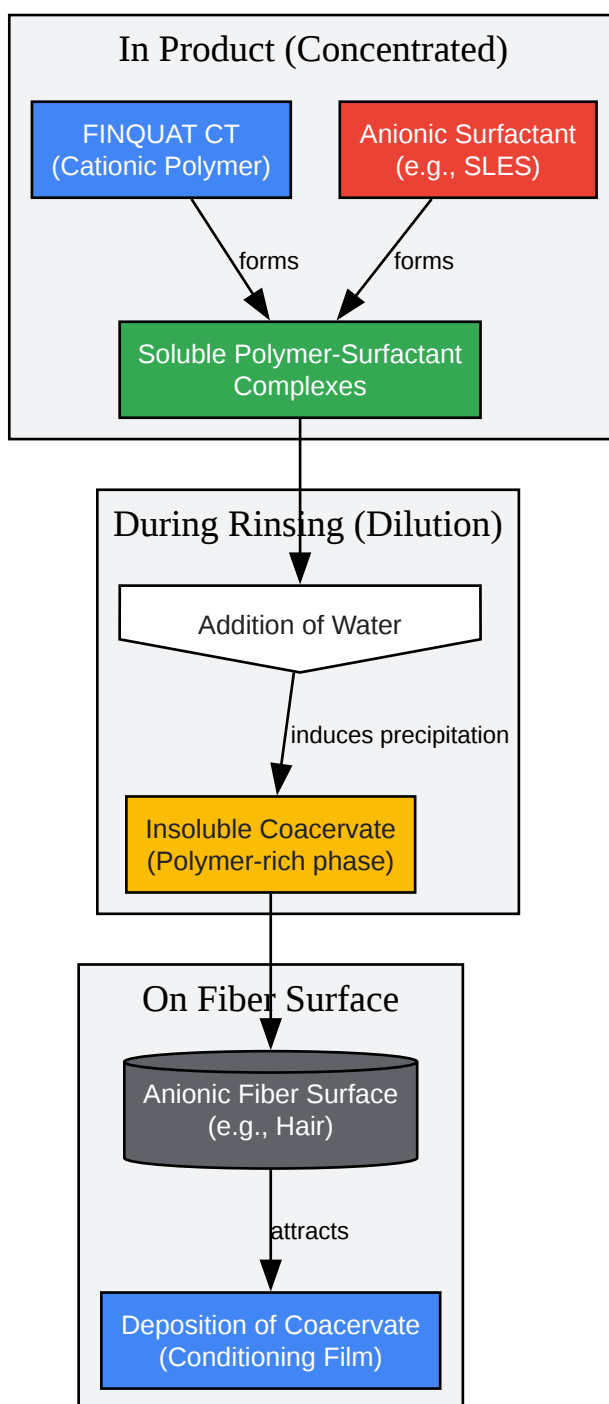 In Product (Concentrated)
FINQUAT CT
(Cationic Polymer)
Anionic Surfactant
(e.g., SLES)
forms
forms
Soluble Polymer-Surfactant
Complexes
During Rinsing (Dilution)
Addition of Water
induces precipitation
Insoluble Coacervate
(Polymer-rich phase)
On Fiber Surface
Anionic Fiber Surface
(e.g., Hair)
attracts
Deposition of Coacervate
(Conditioning Film)